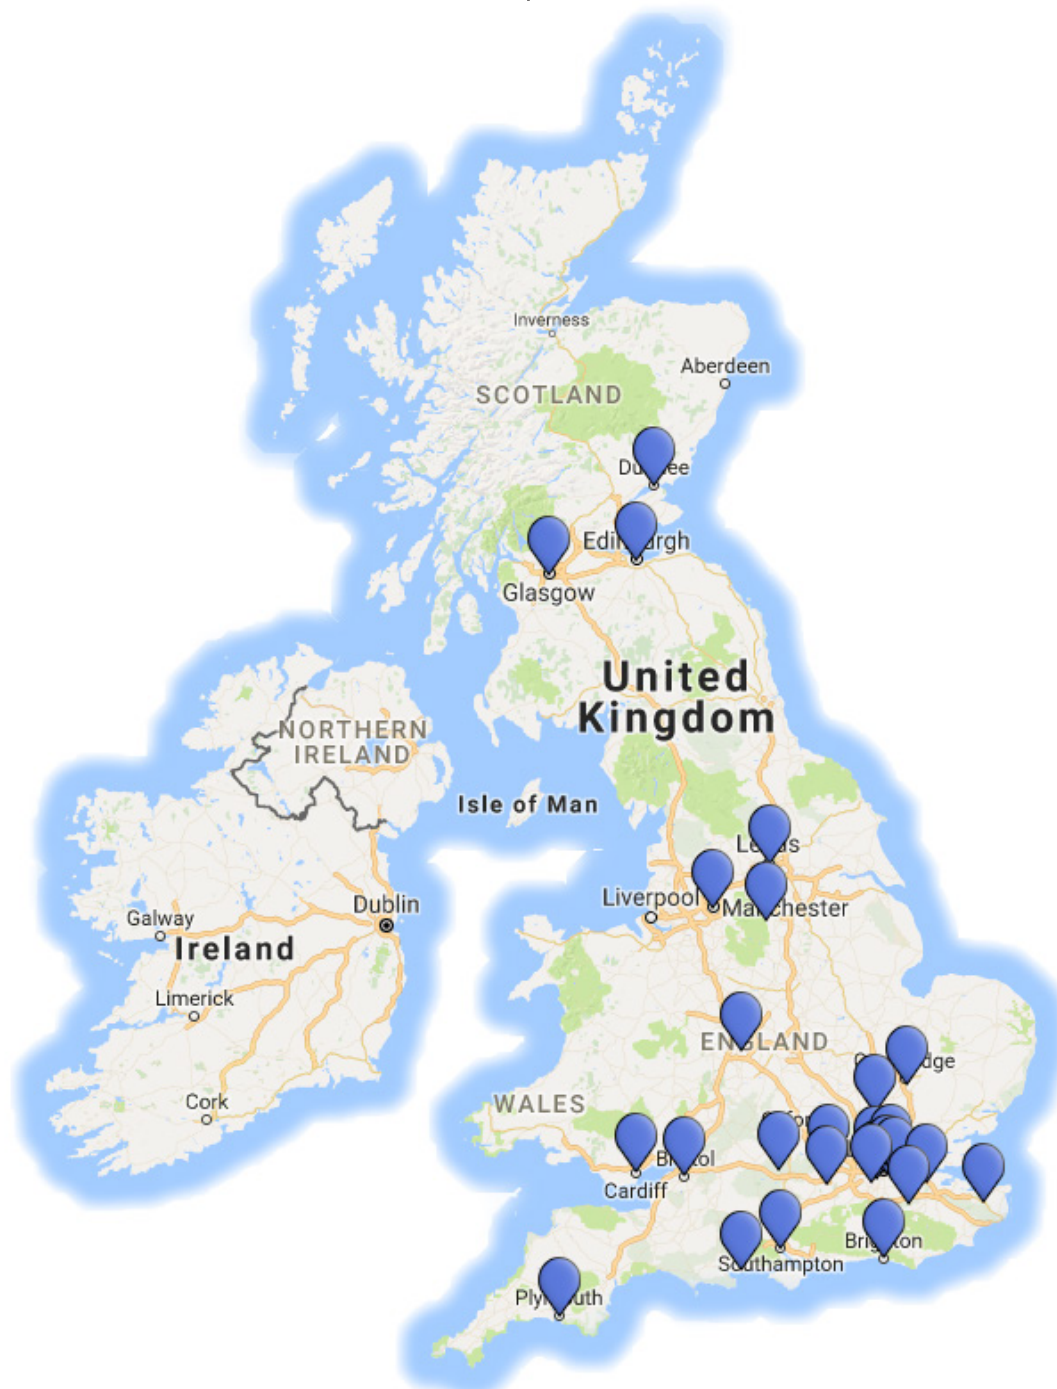 Inverness
Aberdeen
SCOTLAND
Glasgow
United
Kingdom
NORTHERN
IRELAND
Isle of Man
Liverpool
Dublin
Galway
Ireland
Limerick
ENGLAND
Cork
WALES
Cardiff
Southampton